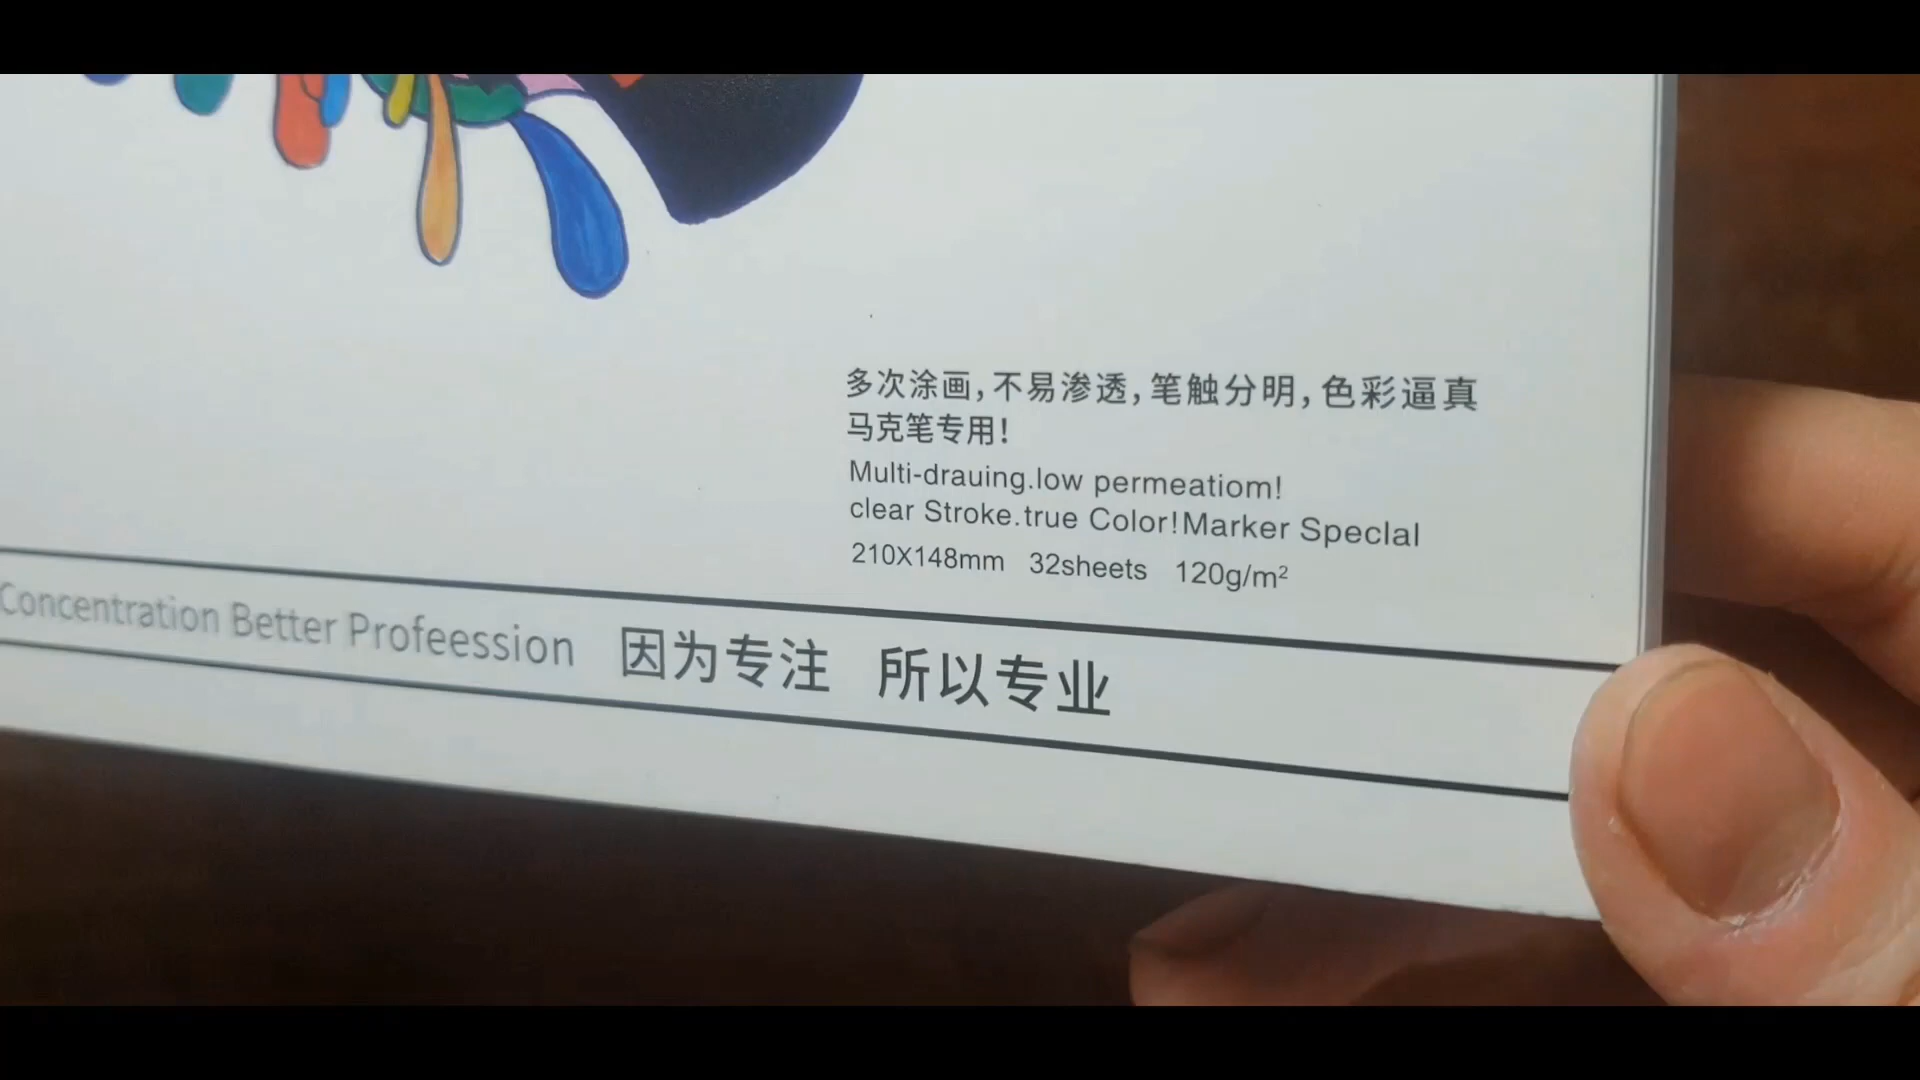 多次涂画，不易渗透，笔触分明，色彩逼真
马克笔专用！
Multi-drauing.low permeatiom!
clear Stroke.true Color!Marker Speclal
210X148mm 32sheets 120g/m²
Concentration Better Profeession 因为专注 所以专业